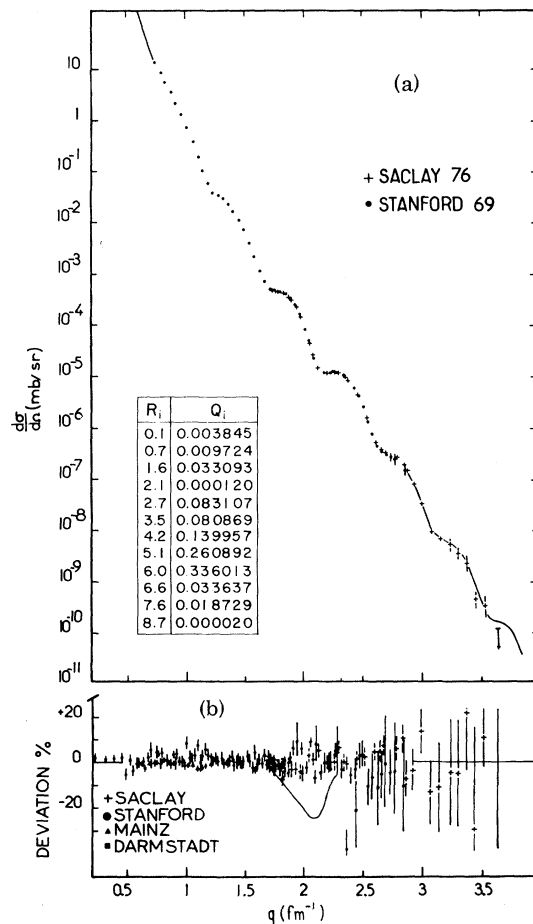 (a)
10
1
10⁻¹
10⁻²
10⁻³
10⁻⁴
10⁻⁵
10⁻⁶
10⁻⁷
10⁻⁸
10⁻⁹
10⁻¹⁰
10⁻¹¹
dσ/dΩ (mb/sr)
+ SACLAY 76
• STANFORD 69
Rᵢ Qᵢ
0.1 0.003845
0.7 0.009724
1.6 0.033093
2.1 0.000120
2.7 0.083107
3.5 0.080869
4.2 0.139957
5.1 0.260892
6.0 0.336013
6.6 0.033637
7.6 0.018729
8.7 0.000020
(b)
+20
0
-20
DEVIATION %
+ SACLAY
● STANFORD
▲ MAINZ
■ DARMSTADT
0.5 1 1.5 2 2.5 3 3.5
q (fm⁻¹)